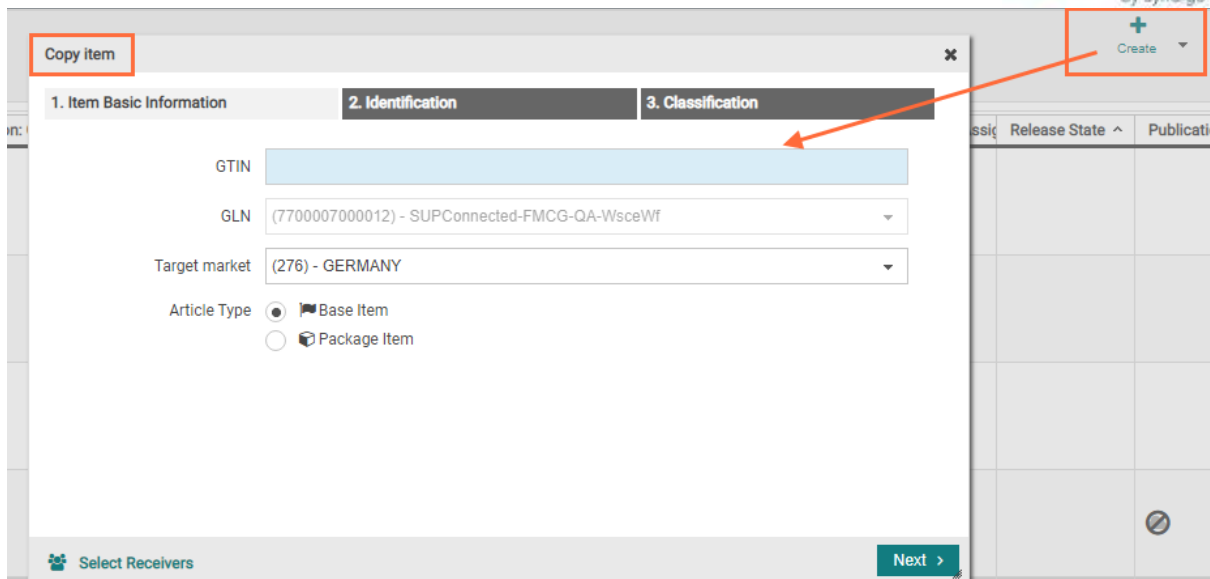 Create
Copy item
1. Item Basic Information 2. Identification 3. Classification
Release State Publicati
GTIN
GLN (7700007000012) - SUPConnected-FMCG-QA-WsceWf
Target market (276) - GERMANY
Article Type Base Item
Package Item
Select Receivers Next >